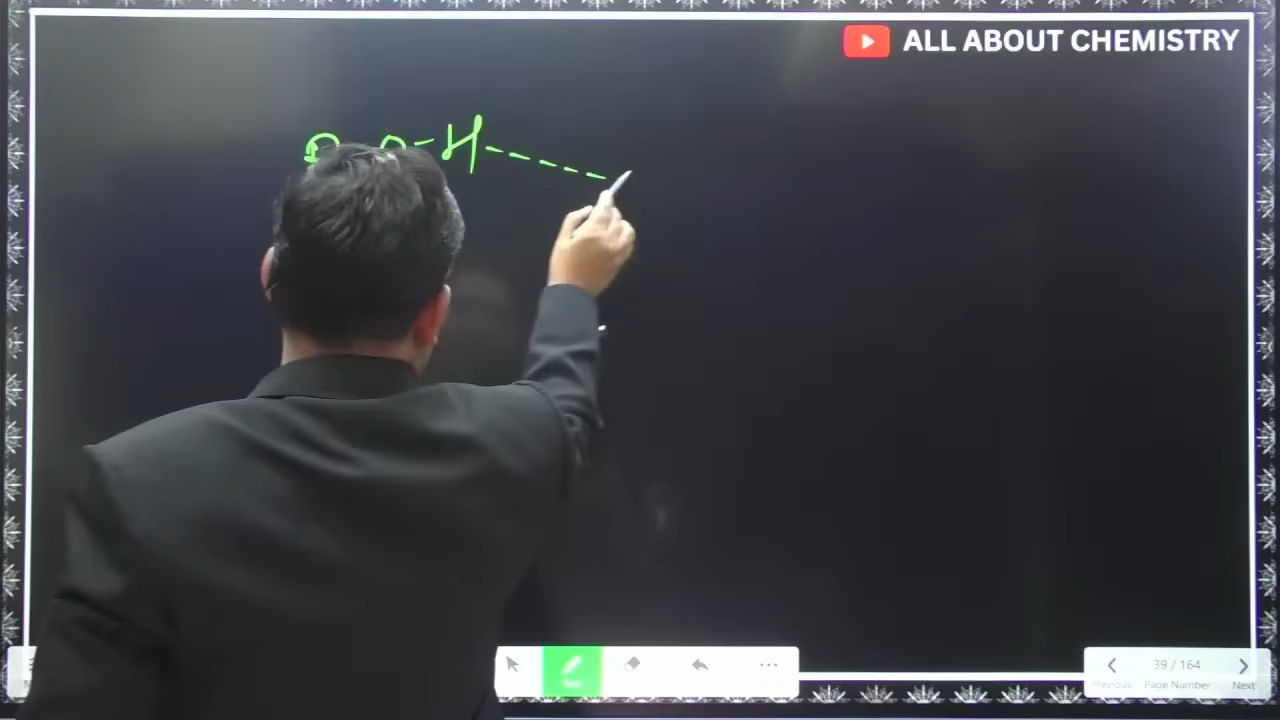 ALL ABOUT CHEMISTRY
R-O-H-----
39 / 164
Previous Page Number Next